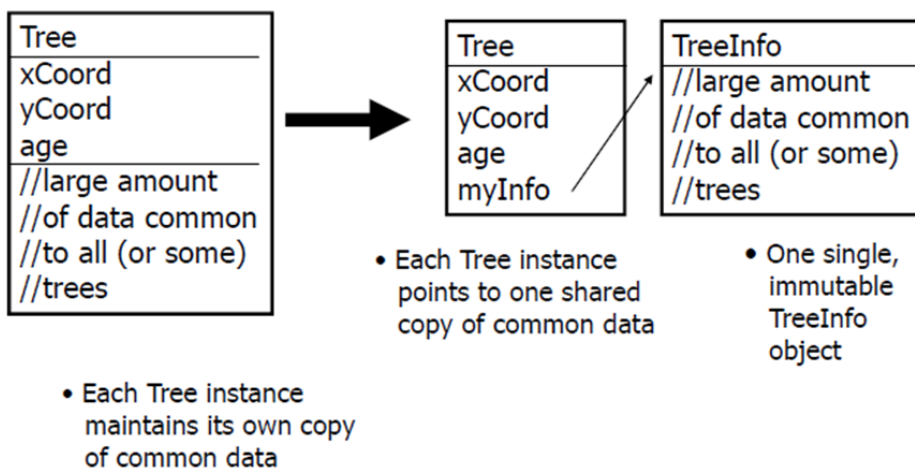 Tree
xCoord
yCoord
age
//large amount
//of data common
//to all (or some)
//trees
• Each Tree instance
maintains its own copy
of common data
Tree
xCoord
yCoord
age
myInfo
• Each Tree instance
points to one shared
copy of common data
TreeInfo
//large amount
//of data common
//to all (or some)
//trees
• One single,
immutable
TreeInfo
object